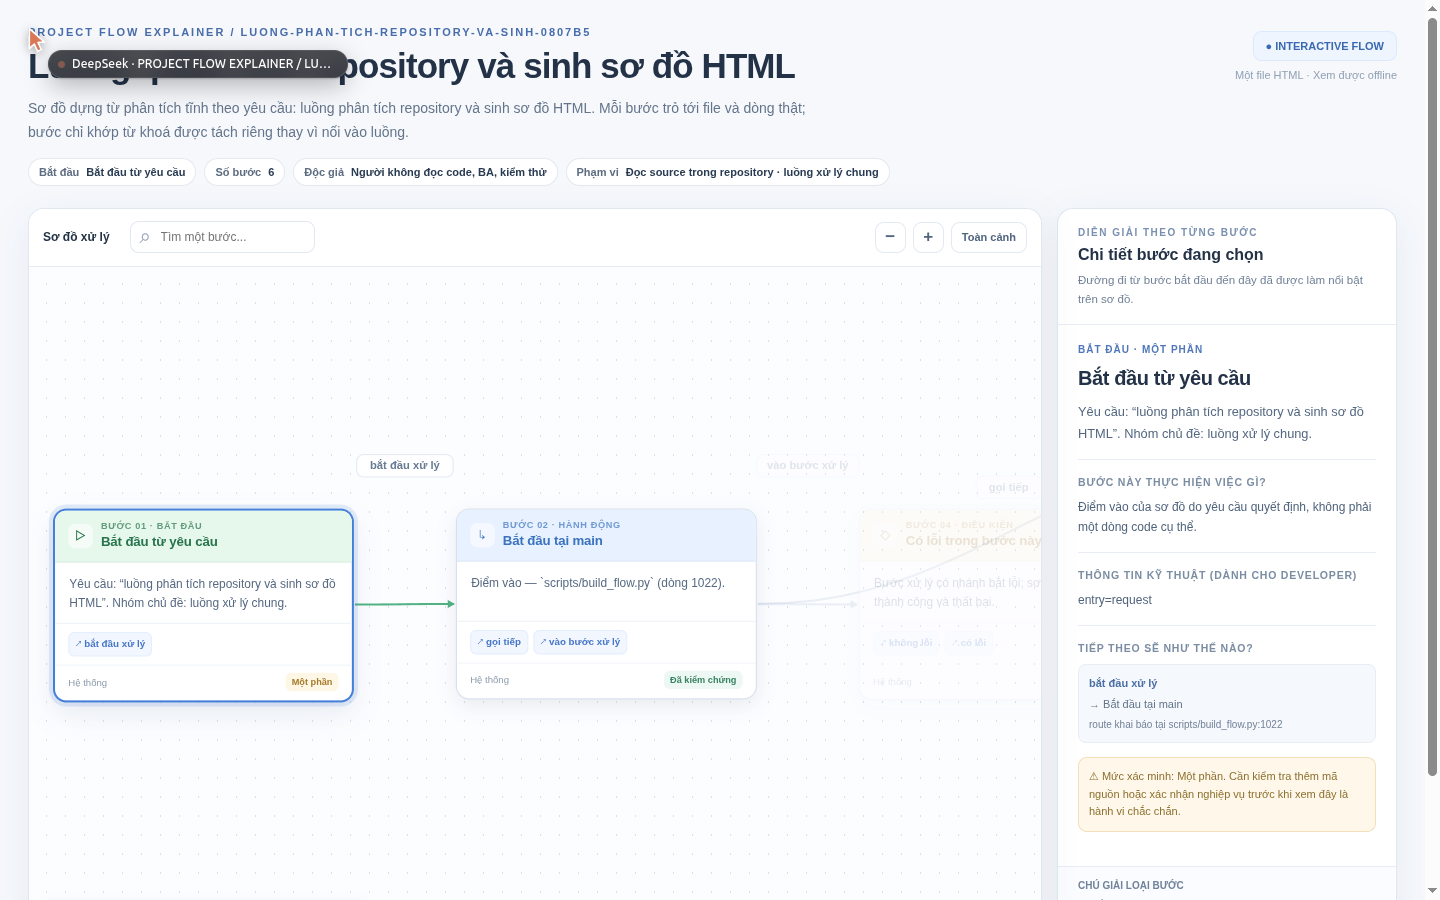 PROJECT FLOW EXPLAINER / LUONG-PHAN-TICH-REPOSITORY-VA-SINH-0807B5
● INTERACTIVE FLOW
DeepSeek · PROJECT FLOW EXPLAINER / LU...
repository và sinh sơ đồ HTML
Một file HTML · Xem được offline
Sơ đồ dựng từ phân tích tĩnh theo yêu cầu: luồng phân tích repository và sinh sơ đồ HTML. Mỗi bước trỏ tới file và dòng thật;
bước chỉ khớp từ khoá được tách riêng thay vì nối vào luồng.
Bắt đầu Bắt đầu từ yêu cầu
Số bước 6
Độc giả Người không đọc code, BA, kiểm thử
Phạm vi Đọc source trong repository · luồng xử lý chung
Sơ đồ xử lý
Tìm một bước...
− + Toàn cảnh
bắt đầu xử lý
vào bước xử lý
gọi tiếp
BƯỚC 01 · BẮT ĐẦU
Bắt đầu từ yêu cầu
Yêu cầu: “luồng phân tích repository và sinh sơ đồ
HTML”. Nhóm chủ đề: luồng xử lý chung.
↗ bắt đầu xử lý
Hệ thống
Một phần
BƯỚC 02 · HÀNH ĐỘNG
Bắt đầu tại main
Điểm vào — `scripts/build_flow.py` (dòng 1022).
↗ gọi tiếp
↗ vào bước xử lý
Hệ thống
Đã kiểm chứng
BƯỚC 04 · ĐIỀU KIỆN
Có lỗi trong bước này
Bước xử lý có nhánh bắt lỗi; sơ
thành công và thất bại.
↗ không lỗi
↗ có lỗi
Hệ thống
DIỄN GIẢI THEO TỪNG BƯỚC
Chi tiết bước đang chọn
Đường đi từ bước bắt đầu đến đây đã được làm nổi bật
trên sơ đồ.
BẮT ĐẦU · MỘT PHẦN
Bắt đầu từ yêu cầu
Yêu cầu: “luồng phân tích repository và sinh sơ đồ
HTML”. Nhóm chủ đề: luồng xử lý chung.
BƯỚC NÀY THỰC HIỆN VIỆC GÌ?
Điểm vào của sơ đồ do yêu cầu quyết định, không phải
một dòng code cụ thể.
THÔNG TIN KỸ THUẬT (DÀNH CHO DEVELOPER)
entry=request
TIẾP THEO SẼ NHƯ THẾ NÀO?
bắt đầu xử lý
→ Bắt đầu tại main
route khai báo tại scripts/build_flow.py:1022
⚠ Mức xác minh: Một phần. Cần kiểm tra thêm mã
nguồn hoặc xác nhận nghiệp vụ trước khi xem đây là
hành vi chắc chắn.
CHÚ GIẢI LOẠI BƯỚC